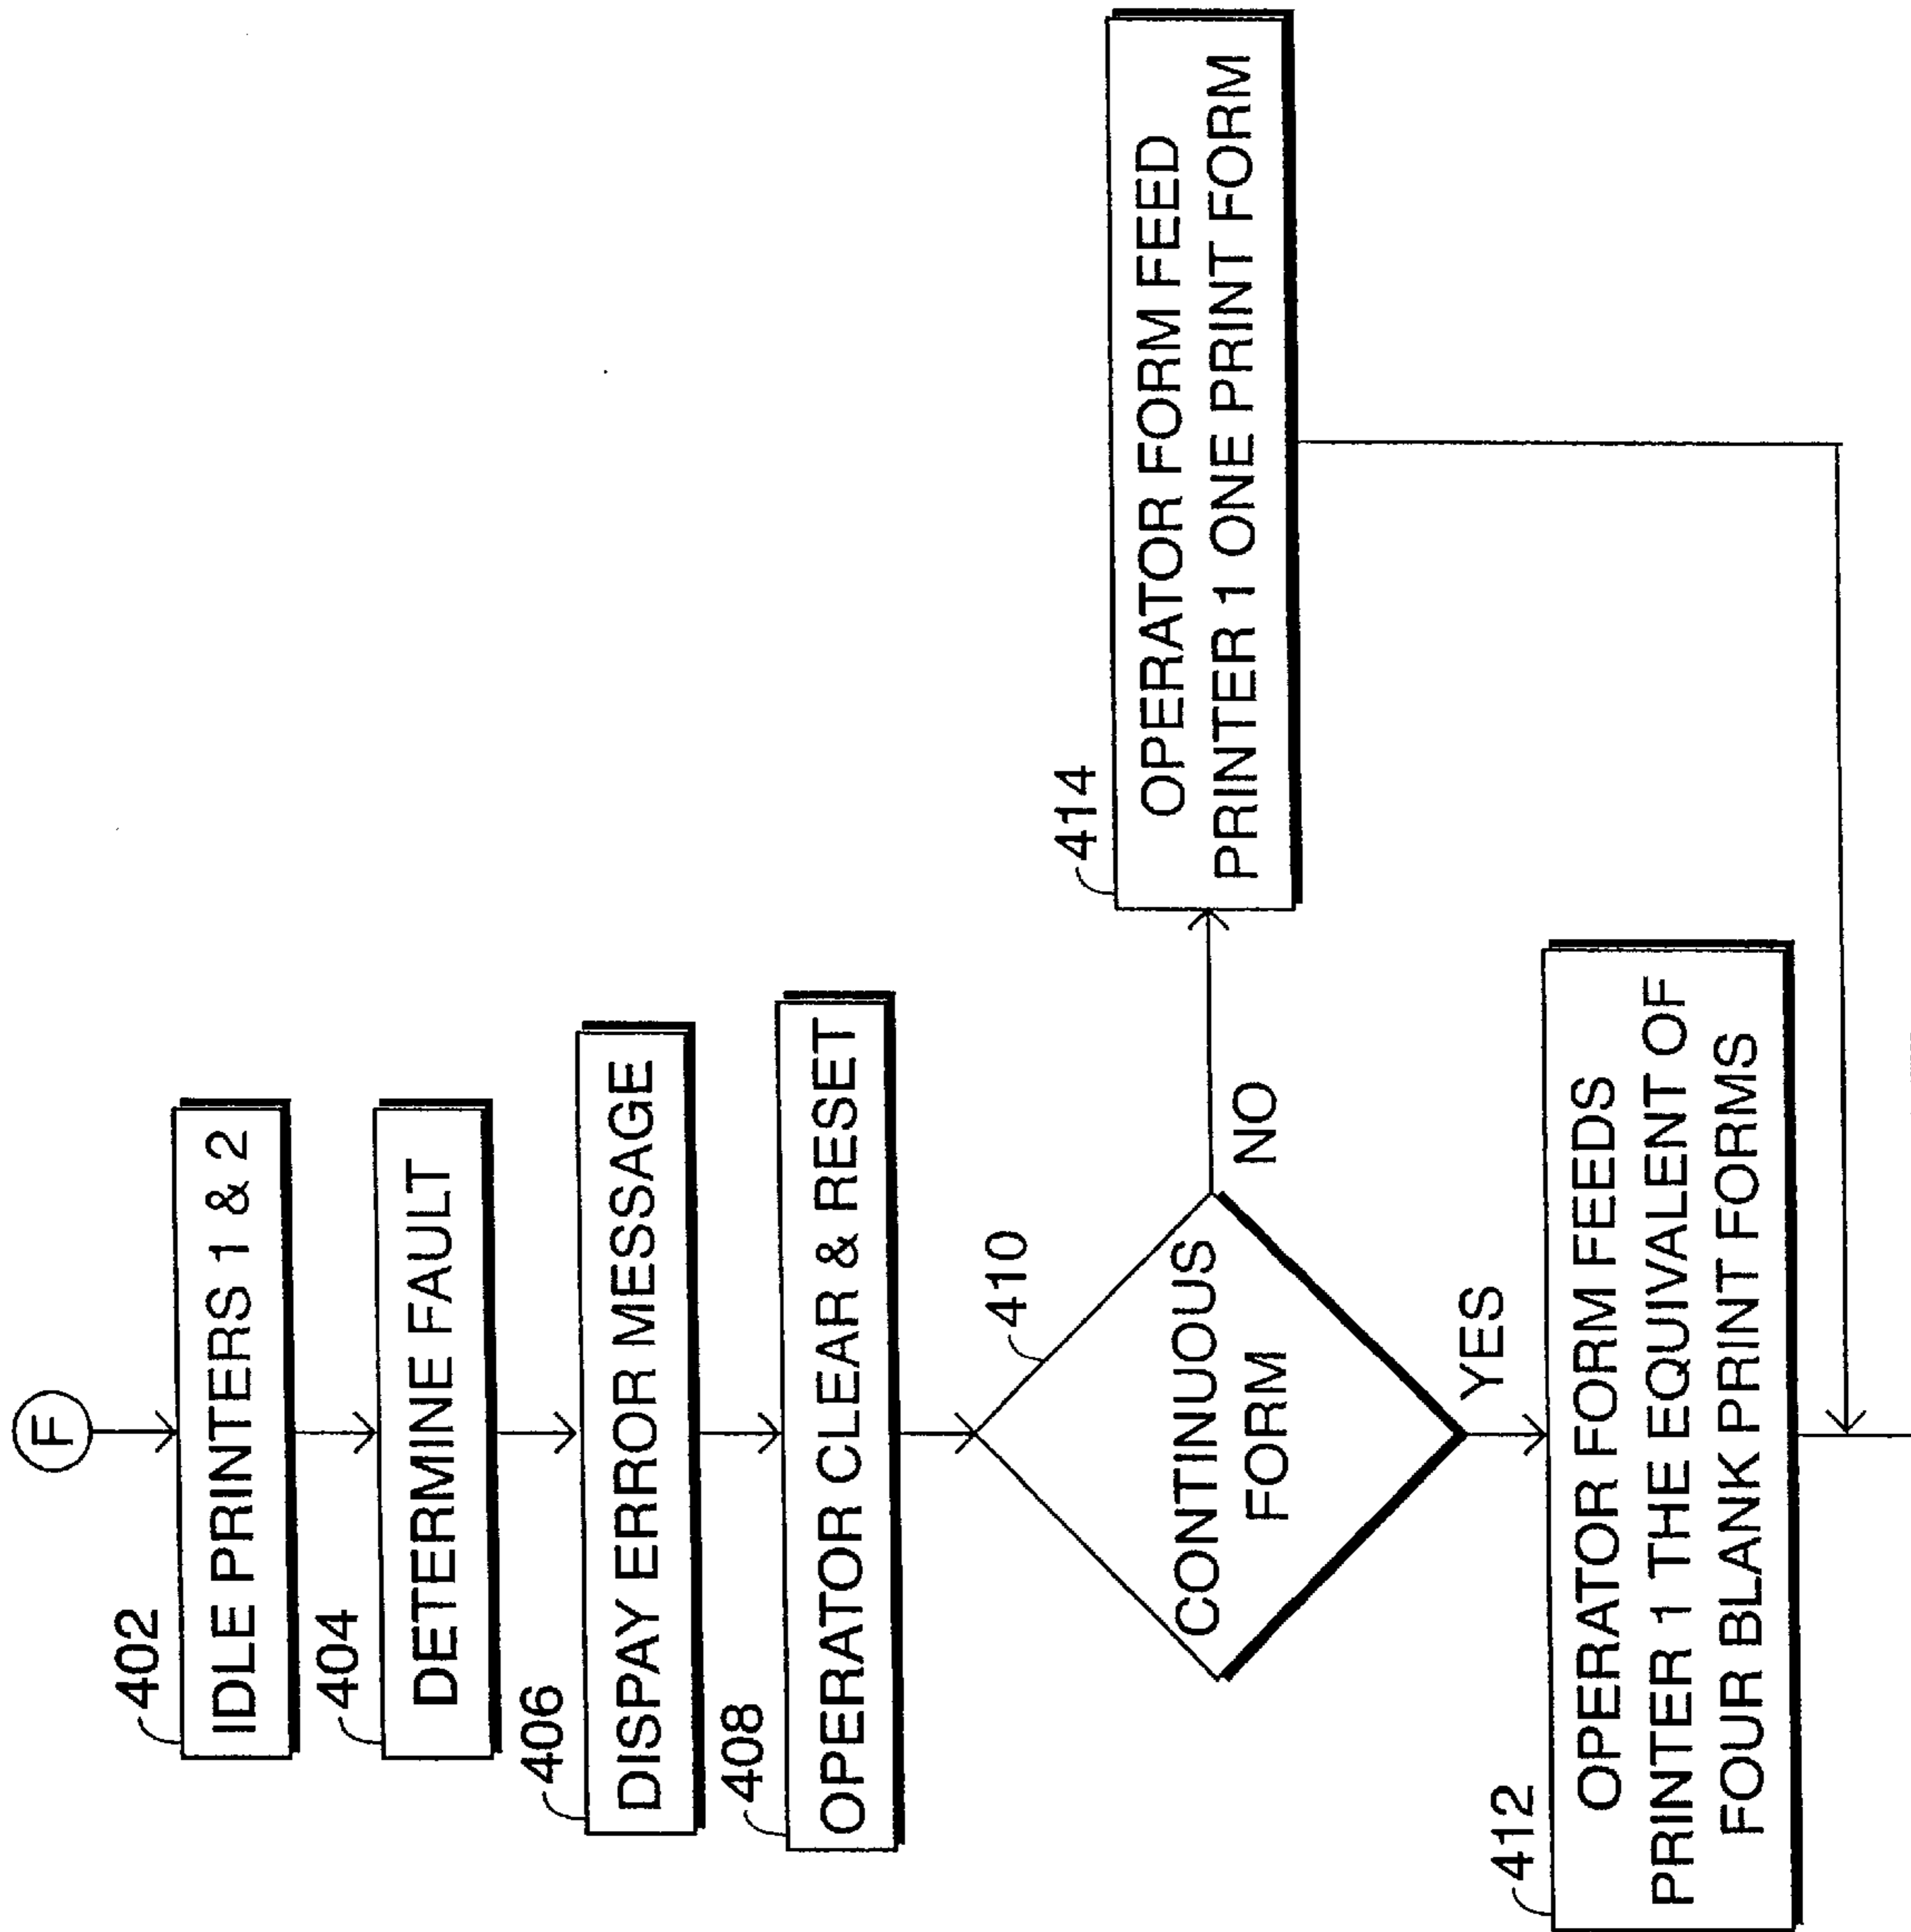 F
402
IDLE PRINTERS 1 & 2
404
DETERMINE FAULT
406
DISPAY ERROR MESSAGE
408
OPERATOR CLEAR & RESET
410
CONTINUOUS
FORM
NO
YES
414
OPERATOR FORM FEED
PRINTER 1 ONE PRINT FORM
412
OPERATOR FORM FEEDS
PRINTER 1 THE EQUIVALENT OF
FOUR BLANK PRINT FORMS